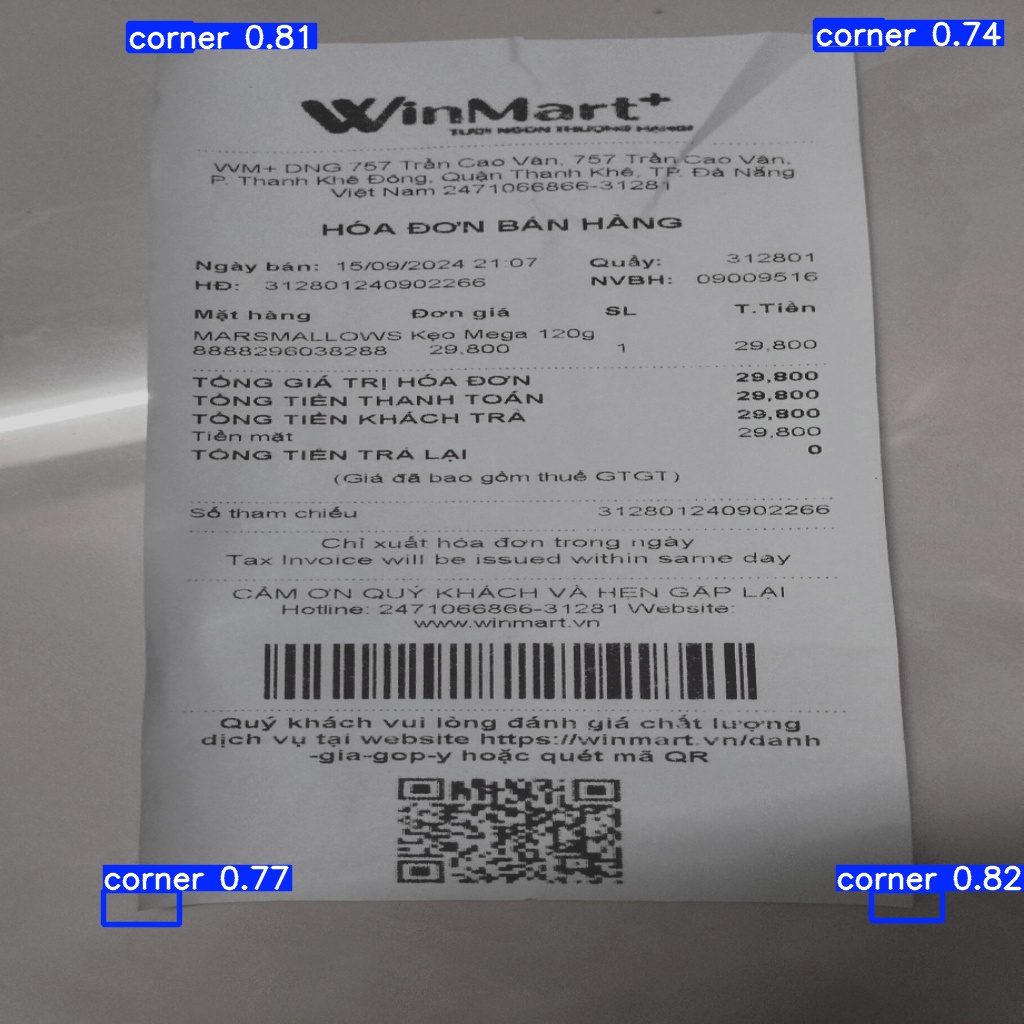 corner 0.81
corner 0.74
WinMart+
TƯƠI NGON THƯỢNG HẠNG!
WM+ DNG 757 Trần Cao Vân, 757 Trần Cao Vân,
P. Thanh Khê Đông, Quận Thanh Khê, TP. Đà Nẵng
Việt Nam 2471066866-31281
HÓA ĐƠN BÁN HÀNG
Ngày bán: 15/09/2024 21:07 Quầy: 312801
HĐ: 312801240902266 NVBH: 09009516
Mặt hàng Đơn giá SL T.Tiền
MARSMALLOWS Kẹo Mega 120g
8888296038288 29,800 1 29,800
TỔNG GIÁ TRỊ HÓA ĐƠN 29,800
TỔNG TIỀN THANH TOÁN 29,800
TỔNG TIỀN KHÁCH TRẢ 29,800
Tiền mặt 29,800
TỔNG TIỀN TRẢ LẠI 0
(Giá đã bao gồm thuế GTGT)
Số tham chiếu 312801240902266
Chỉ xuất hóa đơn trong ngày
Tax Invoice will be issued within same day
CẢM ƠN QUÝ KHÁCH VÀ HẸN GẶP LẠI
Hotline: 2471066866-31281 Website:
www.winmart.vn
Quý khách vui lòng đánh giá chất lượng
dịch vụ tại website https://winmart.vn/danh
-gia-gop-y hoặc quét mã QR
corner 0.77
corner 0.82